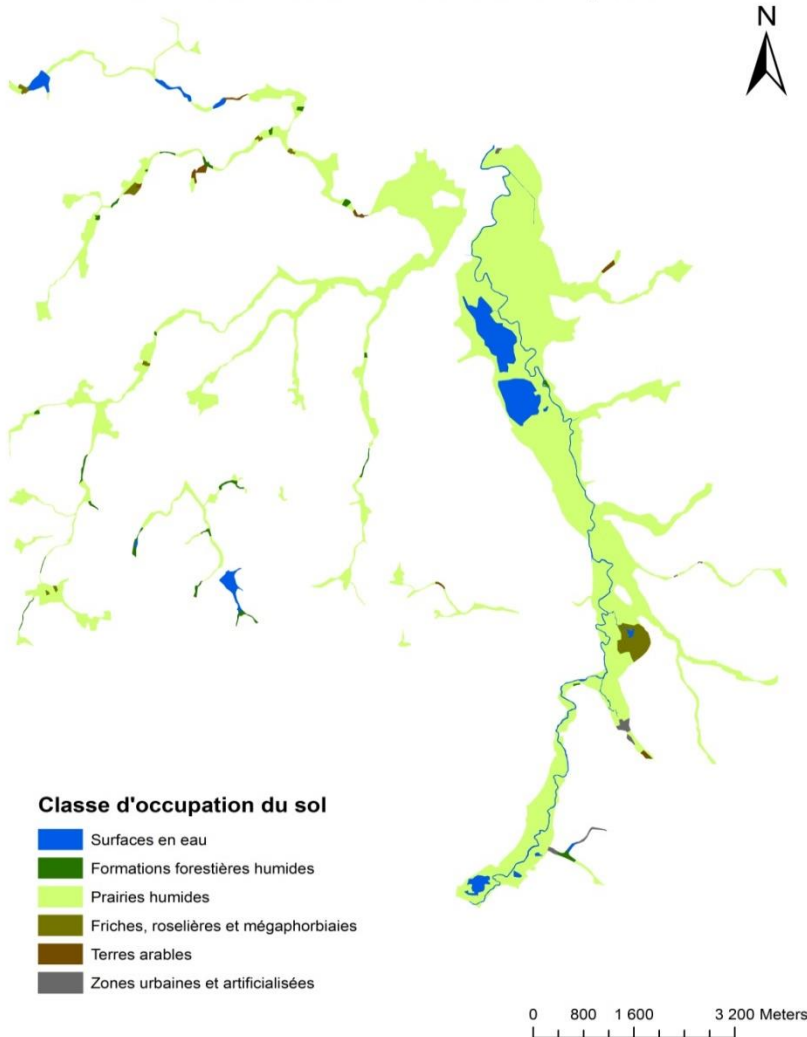 N
Classe d'occupation du sol
Surfaces en eau
Formations forestières humides
Prairies humides
Friches, roselières et mégaphorbiaies
Terres arables
Zones urbaines et artificialisées
0 800 1 600 3 200 Meters